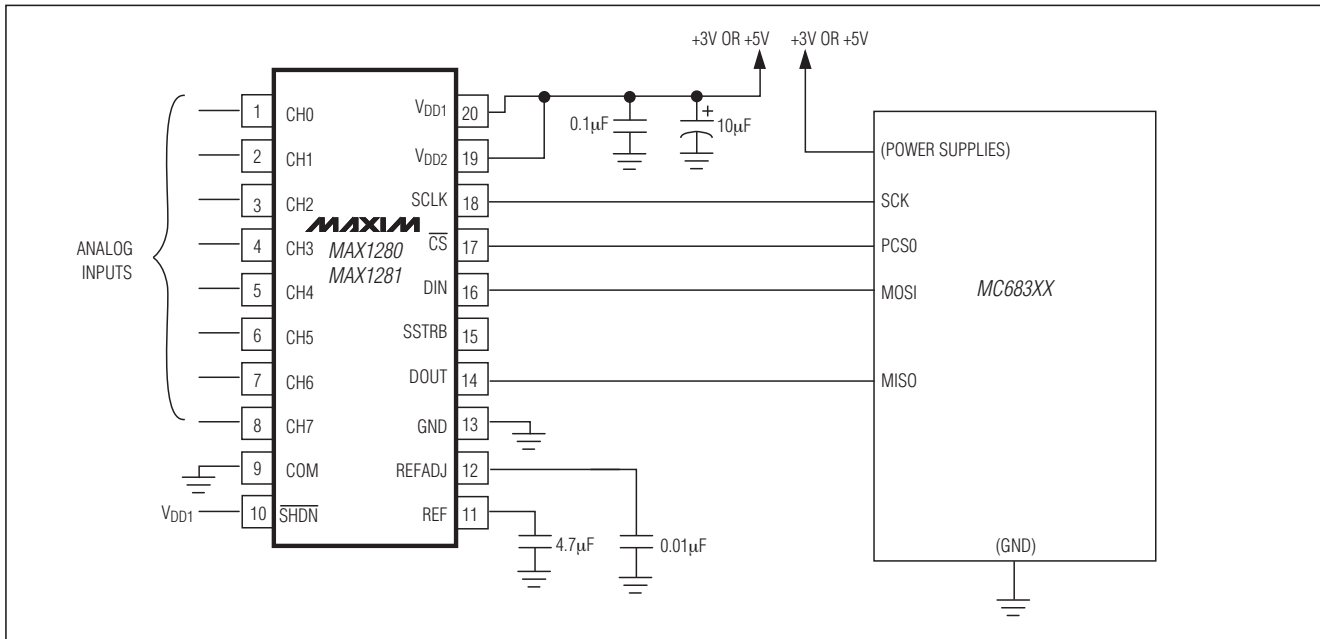 +3V OR +5V
+3V OR +5V
1 CH0
2 CH1
3 CH2
4 CH3
5 CH4
6 CH5
7 CH6
8 CH7
9 COM
10 SHDN
ANALOG
INPUTS
VDD1
MAXIM
MAX1280
MAX1281
VDD1 20
VDD2 19
SCLK 18
CS 17
DIN 16
SSTRB 15
DOUT 14
GND 13
REFADJ 12
REF 11
0.1µF
+
10µF
4.7µF
0.01µF
(POWER SUPPLIES)
SCK
PCS0
MOSI
MC683XX
MISO
(GND)